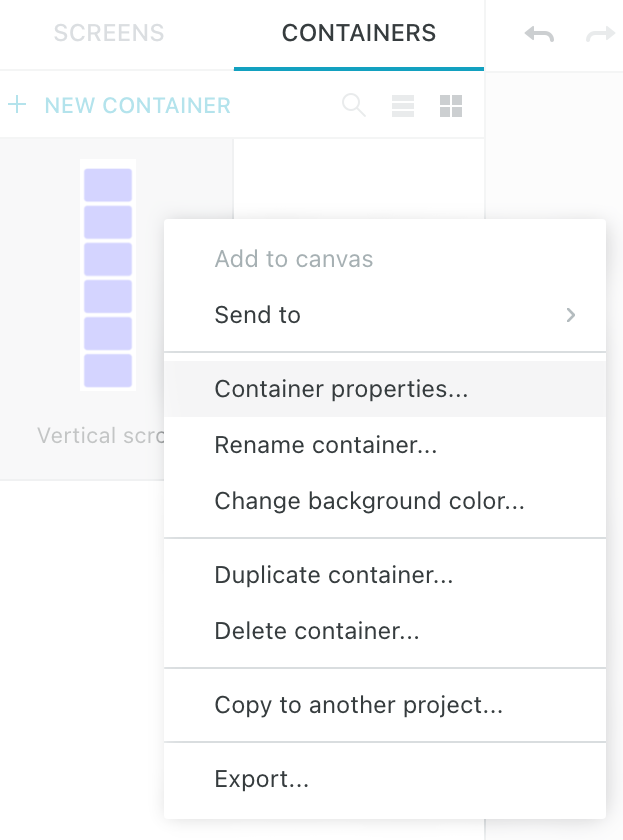 SCREENS
CONTAINERS
+ NEW CONTAINER
Add to canvas
Send to
Container properties...
Vertical scro
Rename container...
Change background color...
Duplicate container...
Delete container...
Copy to another project...
Export...